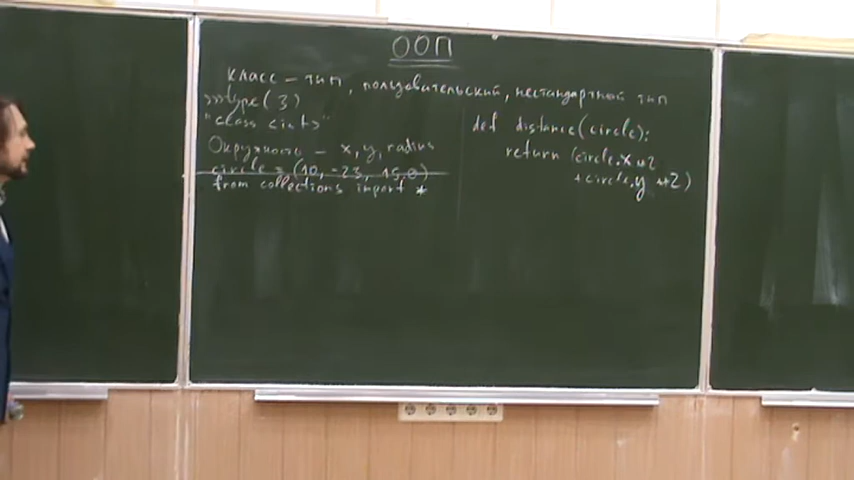 ООП
класс – тип, пользовательский, нестандартный тип
>>>type(3)
"class <int>"
Окружность – x, y, radius
circle = (10, -23, 15.0)
from collections import *
def distance(circle):
return (circle.x**2
+circle.y **2)